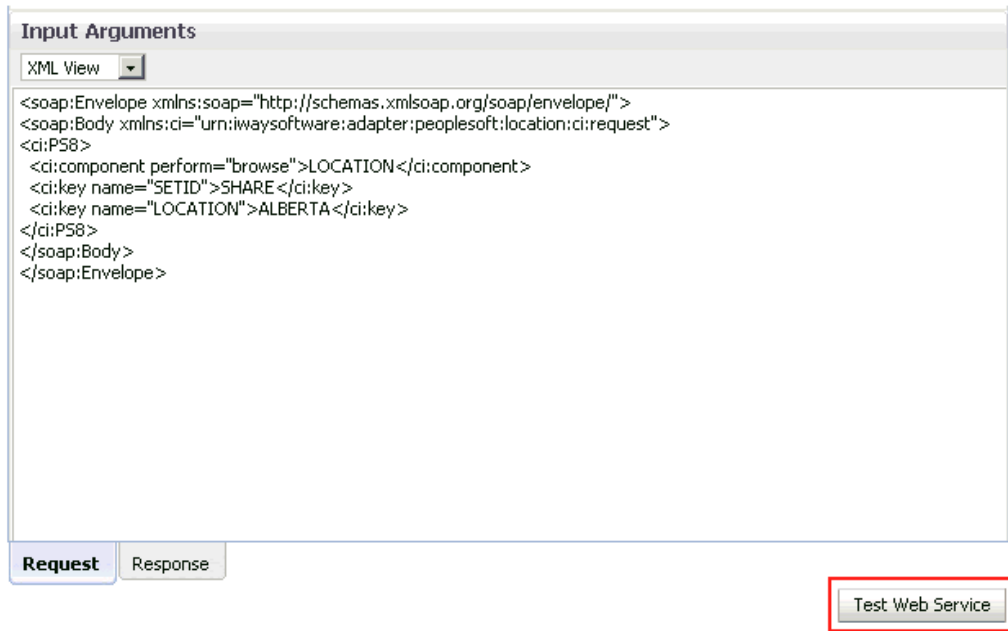 Input Arguments
XML View
<soap:Envelope xmlns:soap="http://schemas.xmlsoap.org/soap/envelope/">
<soap:Body xmlns:ci="urn:iwaysoftware:adapter:peoplesoft:location:ci:request">
<ci:PS8>
<ci:component perform="browse">LOCATION</ci:component>
<ci:key name="SETID">SHARE</ci:key>
<ci:key name="LOCATION">ALBERTA</ci:key>
</ci:PS8>
</soap:Body>
</soap:Envelope>
Request Response
Test Web Service